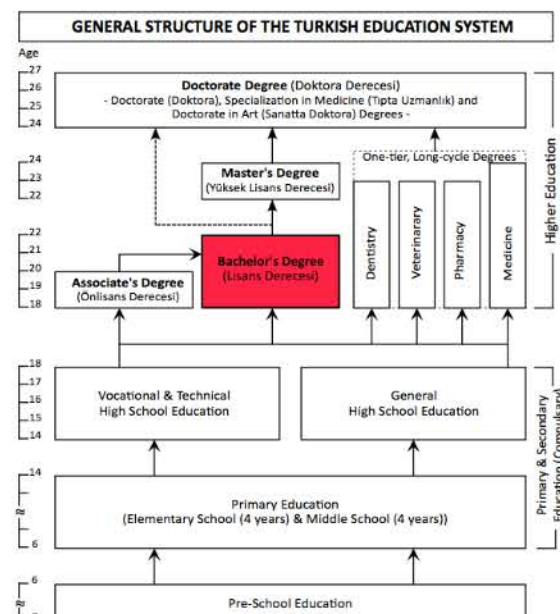 GENERAL STRUCTURE OF THE TURKISH EDUCATION SYSTEM
Age
27
26
25
24
Doctorate Degree (Doktora Derecesi)
- Doctorate (Doktora), Specialization in Medicine (Tıpta Uzmanlık) and
Doctorate in Art (Sanatta Doktora) Degrees -
24
23
22
Master's Degree
(Yüksek Lisans Derecesi)
One-tier, Long-cycle Degrees
22
21
20
19
18
Associate's Degree
(Önlisans Derecesi)
Bachelor's Degree
(Lisans Derecesi)
Dentistry
Veterinarary
Pharmacy
Medicine
Higher Education
18
17
16
15
14
Vocational & Technical
High School Education
General
High School Education
14
≈
6
Primary Education
(Elementary School (4 years) & Middle School (4 years))
Primary & Secondary
Education (Compulsary)
6
≈
Pre-School Education